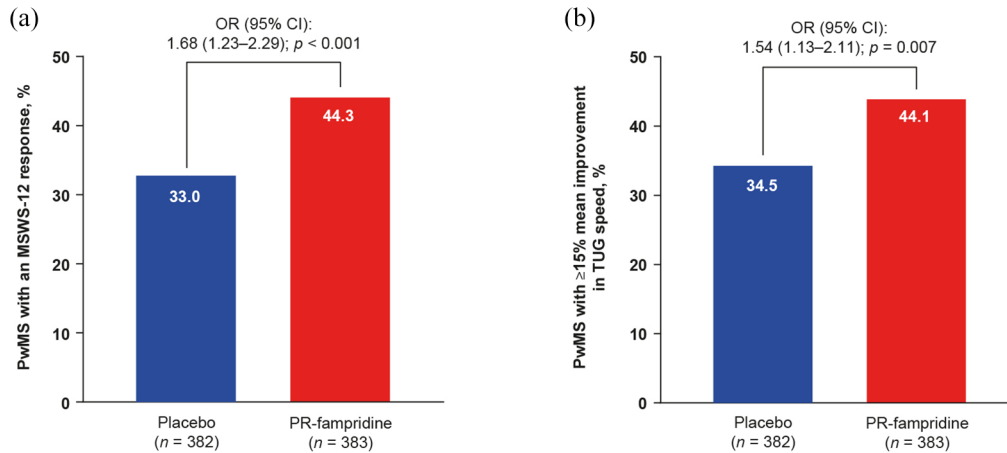 (a)
OR (95% CI):
1.68 (1.23–2.29); p < 0.001
PwMS with an MSWS-12 response, %
50
40
30
20
10
0
33.0
44.3
Placebo
(n = 382)
PR-fampridine
(n = 383)
(b)
OR (95% CI):
1.54 (1.13–2.11); p = 0.007
PwMS with ≥15% mean improvement
in TUG speed, %
50
40
30
20
10
0
34.5
44.1
Placebo
(n = 382)
PR-fampridine
(n = 383)